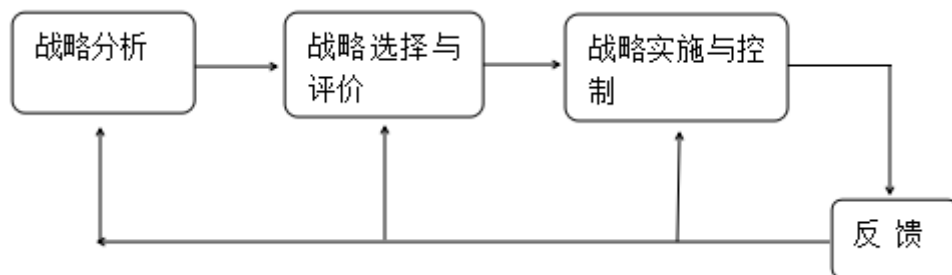 战略分析
战略选择与
评价
战略实施与控
制
反 馈